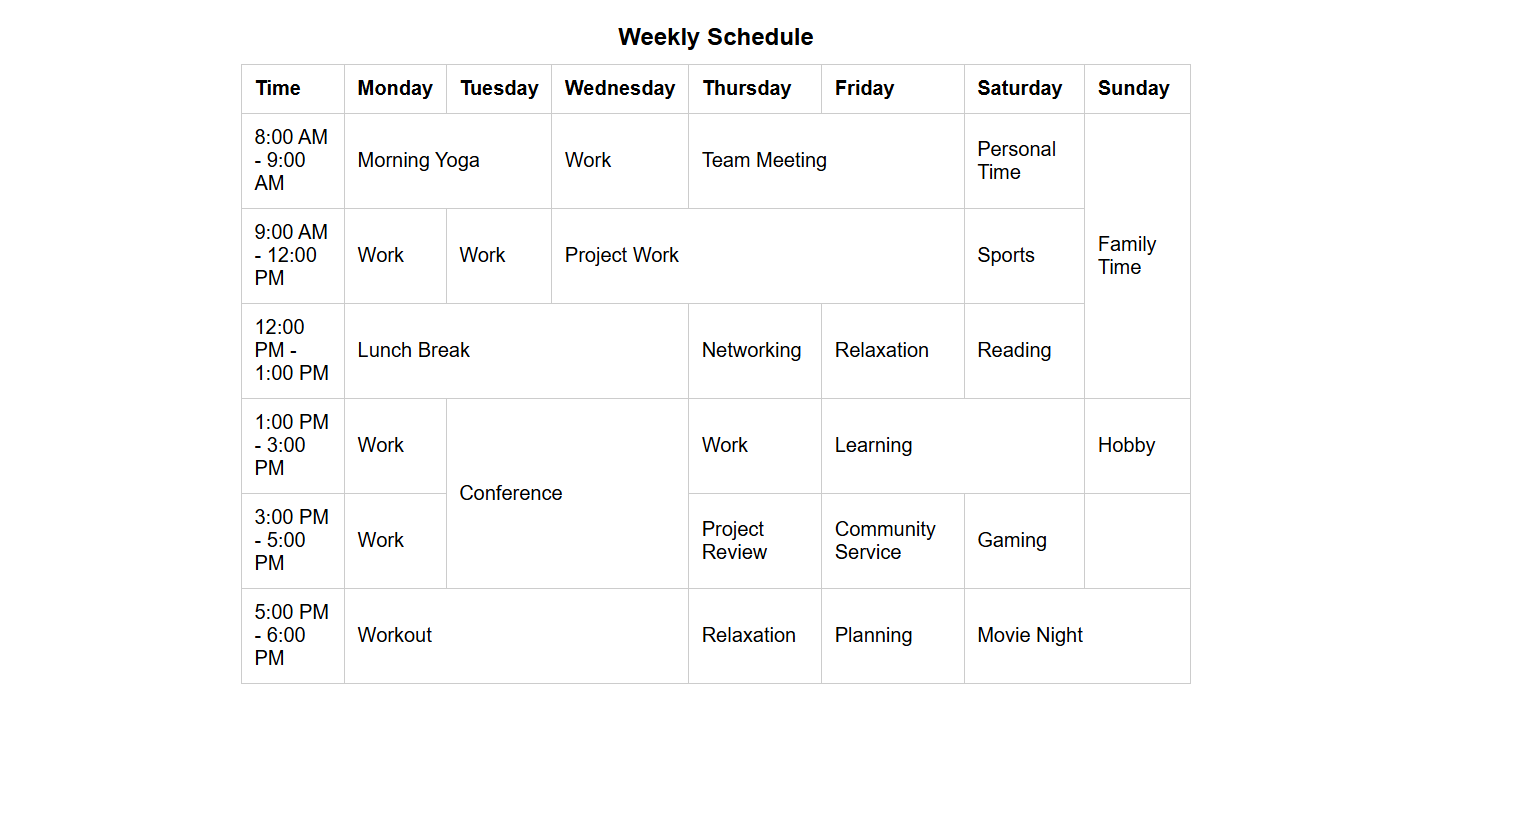 Weekly Schedule
Time Monday Tuesday Wednesday Thursday Friday Saturday Sunday
8:00 AM
- 9:00
AM
Morning Yoga
Work
Team Meeting
Personal
Time
Family
Time
9:00 AM
- 12:00
PM
Work
Work
Project Work
Sports
12:00
PM -
1:00 PM
Lunch Break
Networking
Relaxation
Reading
1:00 PM
- 3:00
PM
Work
Conference
Work
Learning
Hobby
3:00 PM
- 5:00
PM
Work
Project
Review
Community
Service
Gaming
5:00 PM
- 6:00
PM
Workout
Relaxation
Planning
Movie Night